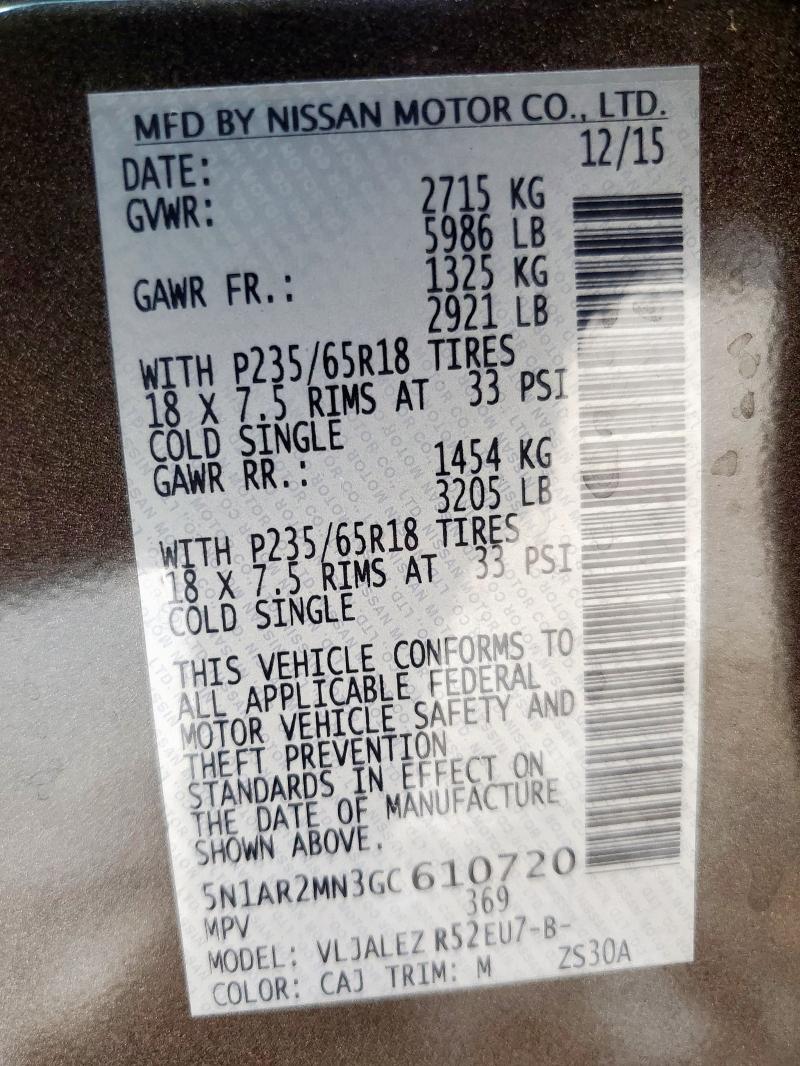 MFD BY NISSAN MOTOR CO., LTD.
DATE: 12/15
GVWR: 2715 KG
5986 LB
GAWR FR.: 1325 KG
2921 LB
WITH P235/65R18 TIRES
18 X 7.5 RIMS AT 33 PSI
COLD SINGLE
GAWR RR.: 1454 KG
3205 LB
WITH P235/65R18 TIRES
18 X 7.5 RIMS AT 33 PSI
COLD SINGLE
THIS VEHICLE CONFORMS TO
ALL APPLICABLE FEDERAL
MOTOR VEHICLE SAFETY AND
THEFT PREVENTION
STANDARDS IN EFFECT ON
THE DATE OF MANUFACTURE
SHOWN ABOVE.
5N1AR2MN3GC610720
MPV 369
MODEL: VLJALEZ R52EU7-B-
COLOR: CAJ TRIM: M ZS30A